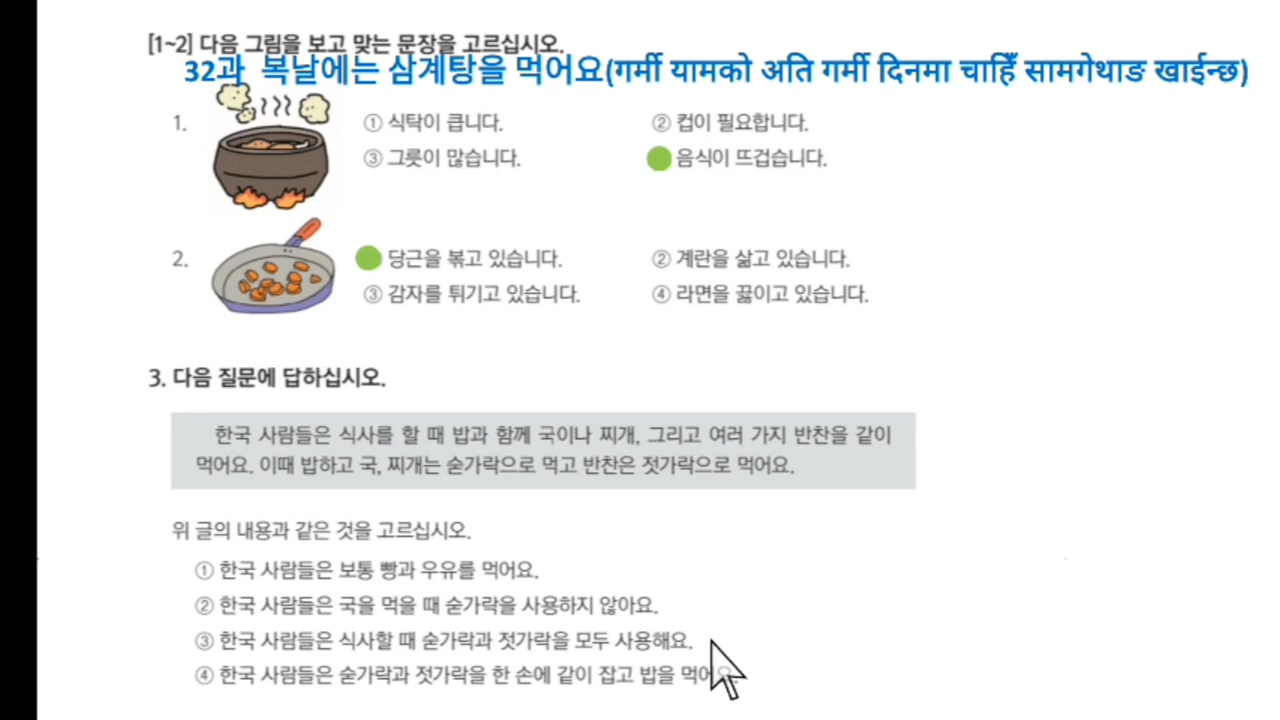 [1~2] 다음 그림을 보고 맞는 문장을 고르십시오.
32과 복날에는 삼계탕을 먹어요(गर्मी यामको अति गर्मी दिनमा चाहिँ सामगेथाङ खाईन्छ)
1. ① 식탁이 큽니다. ② 컵이 필요합니다.
③ 그릇이 많습니다. 음식이 뜨겁습니다.
2. 당근을 볶고 있습니다. ② 계란을 삶고 있습니다.
③ 감자를 튀기고 있습니다. ④ 라면을 끓이고 있습니다.
3. 다음 질문에 답하십시오.
한국 사람들은 식사를 할 때 밥과 함께 국이나 찌개, 그리고 여러 가지 반찬을 같이
먹어요. 이때 밥하고 국, 찌개는 숟가락으로 먹고 반찬은 젓가락으로 먹어요.
위 글의 내용과 같은 것을 고르십시오.
① 한국 사람들은 보통 빵과 우유를 먹어요.
② 한국 사람들은 국을 먹을 때 숟가락을 사용하지 않아요.
③ 한국 사람들은 식사할 때 숟가락과 젓가락을 모두 사용해요.
④ 한국 사람들은 숟가락과 젓가락을 한 손에 같이 잡고 밥을 먹어요.